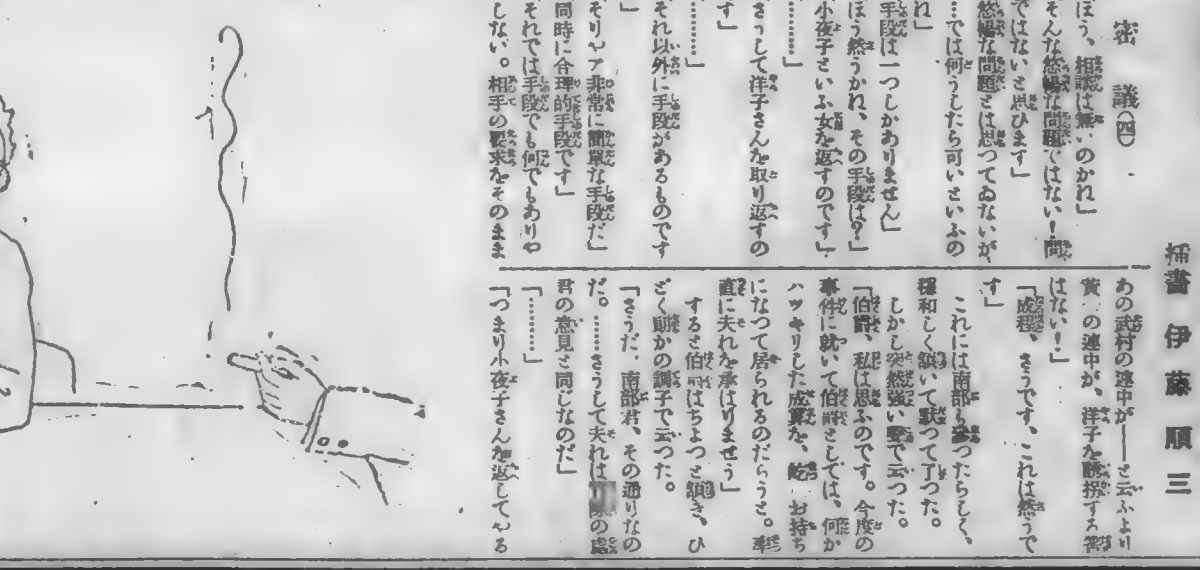 密議(四)
ほう、相談は無いのかれ」
そんな悠暢な問題ではない!問
ではないと思ひます」
悠暢な問題とは思つてゐないが
…では何うしたら可いといふの
れ」
手段は一つしかありません」
ほう然うかれ、その手段は?」
小夜子といふ女を返すのです」
………」
さうして洋子さんを取り返すの
す」
………」
それ以外に手段があるものです
」
そりやア非常に簡單な手段だ」
同時に合理的手段です」
それでは手段でも何でもありや
しない。相手の要求をそのまま
挿畫 伊藤順三
あの武村の連中が――と云ふより
の連中が、洋子を誘拐する筈
はない!」
「成程、さうです、これは然うで
す」
これには南部も參つたらしく、
穩和しく頷いて默つて了つた。
しかし突然強い聲で云つた。
「伯爵、私は思ふのです。今度の
事件に就いて伯爵としては、何か
ハツキリした成算を、 お持ち
になつて居られるのだらうと。率
直に夫れを承はりませう」
すると伯爵はちよつと頷き、ひ
どく靜かの調子で云つた。
「さうだ、南部君、その通りなの
だ。……さうして夫れは の處
君の意見と同じなのだ」
「………」
「つまり小夜子さんを返してやる